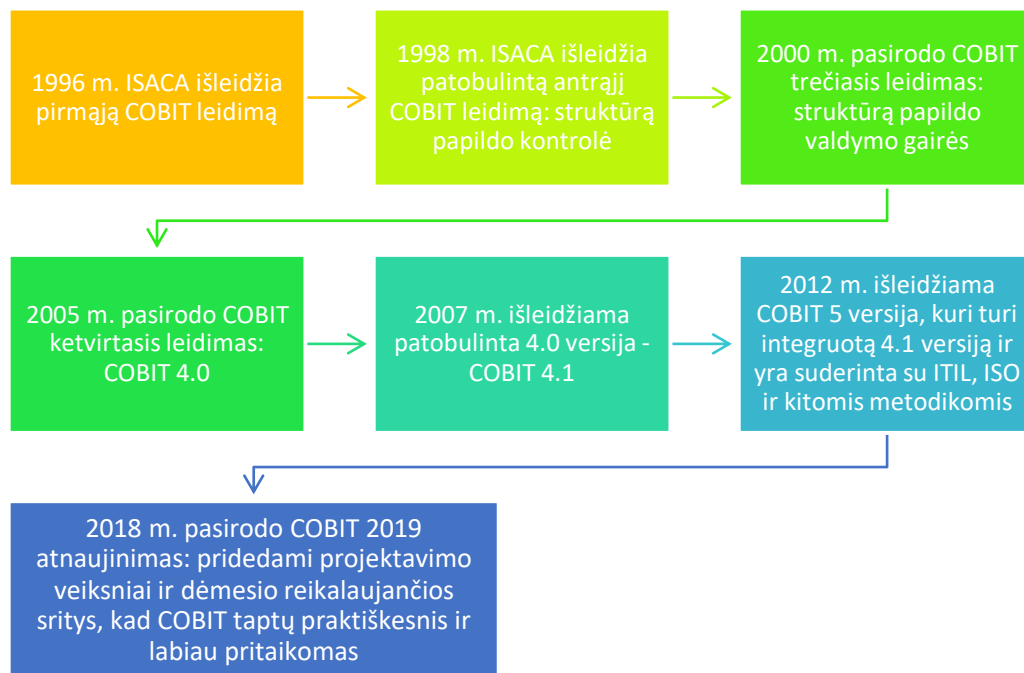 1996 m. ISACA išleidžia
pirmąją COBIT leidimą
1998 m. ISACA išleidžia
patobulintą antrąjį
COBIT leidimą: struktūrą
papildo kontrolė
2000 m. pasirodo COBIT
trečiasis leidimas:
struktūrą papildo
valdymo gairės
2005 m. pasirodo COBIT
ketvirtasis leidimas:
COBIT 4.0
2007 m. išleidžiama
patobulinta 4.0 versija -
COBIT 4.1
2012 m. išleidžiama
COBIT 5 versija, kuri turi
integruotą 4.1 versiją ir
yra suderinta su ITIL, ISO
ir kitomis metodikomis
2018 m. pasirodo COBIT 2019
atnaujinimas: pridedami projektavimo
veiksniai ir dėmesio reikalaujančios
sritys, kad COBIT taptų praktiškesnis ir
labiau pritaikomas